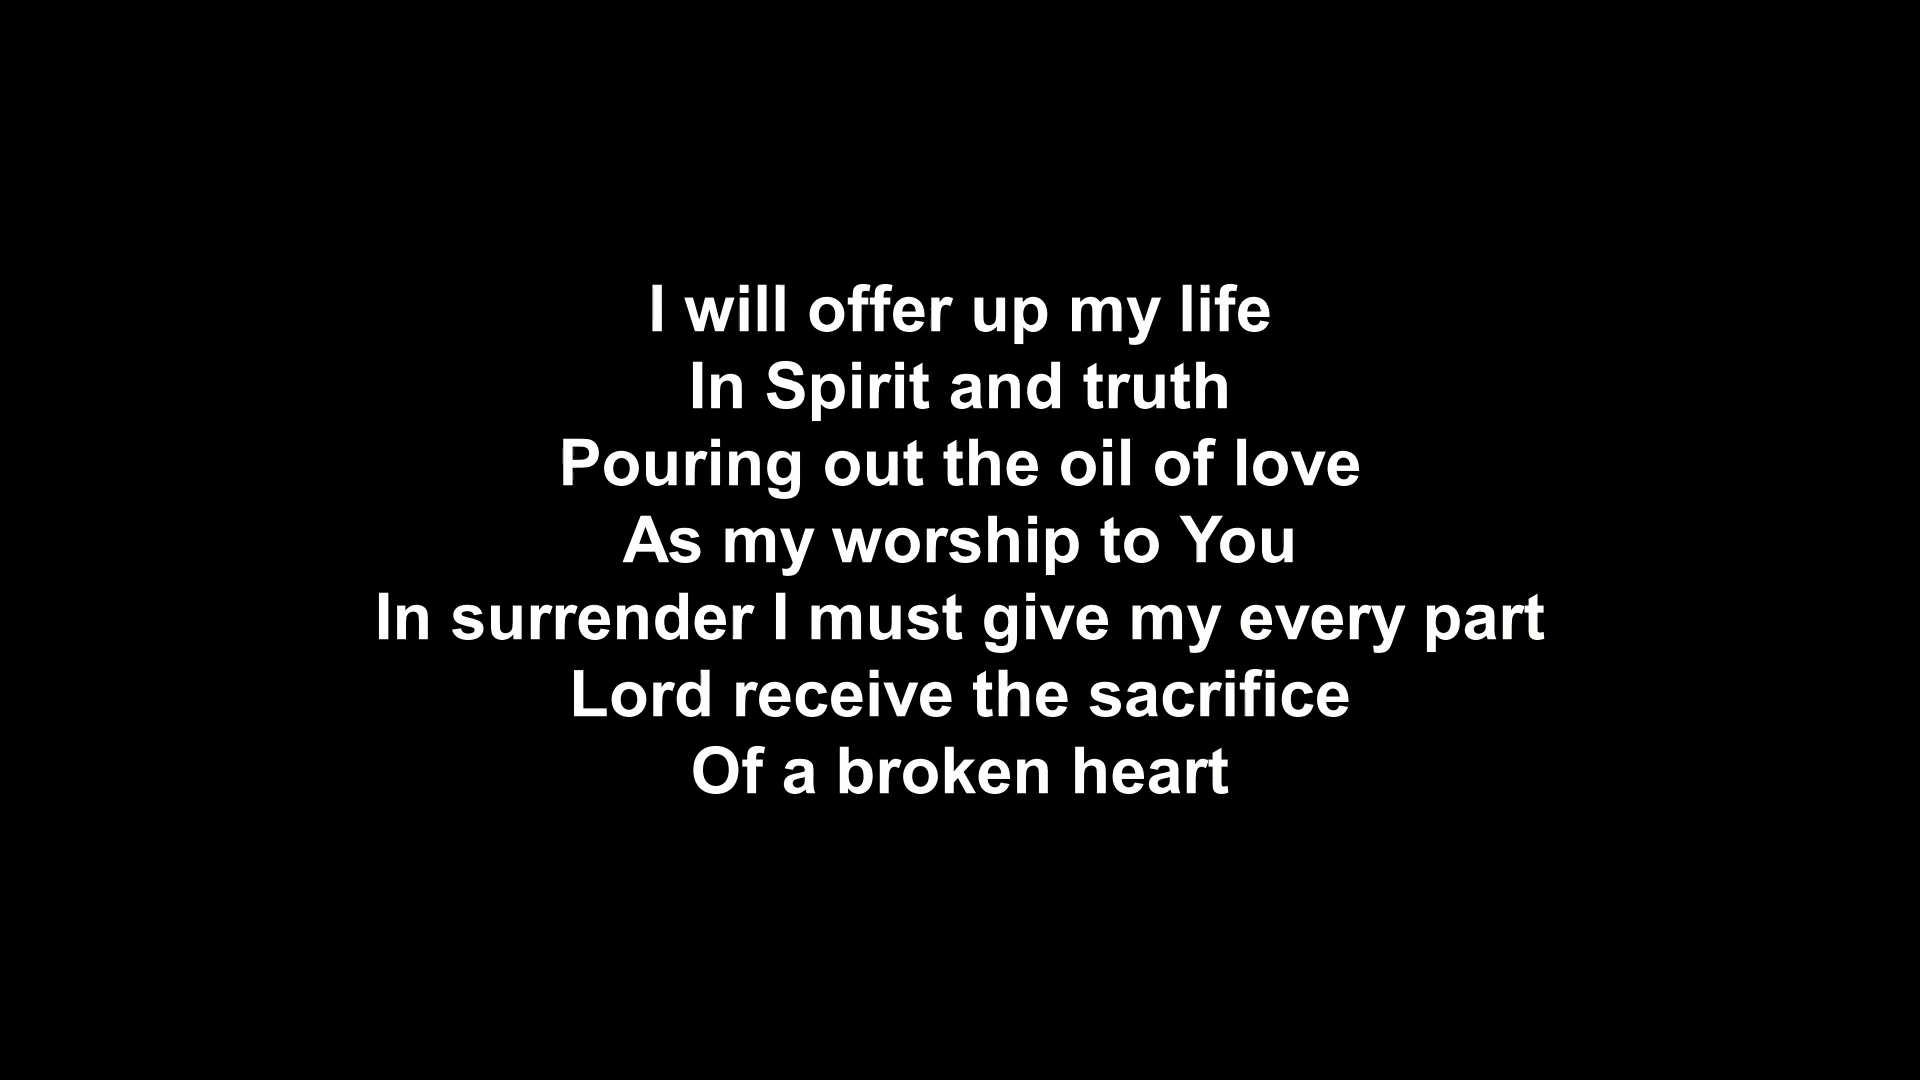 I will offer up my life
In Spirit and truth
Pouring out the oil of love
As my worship to You
In surrender I must give my every part
Lord receive the sacrifice
Of a broken heart